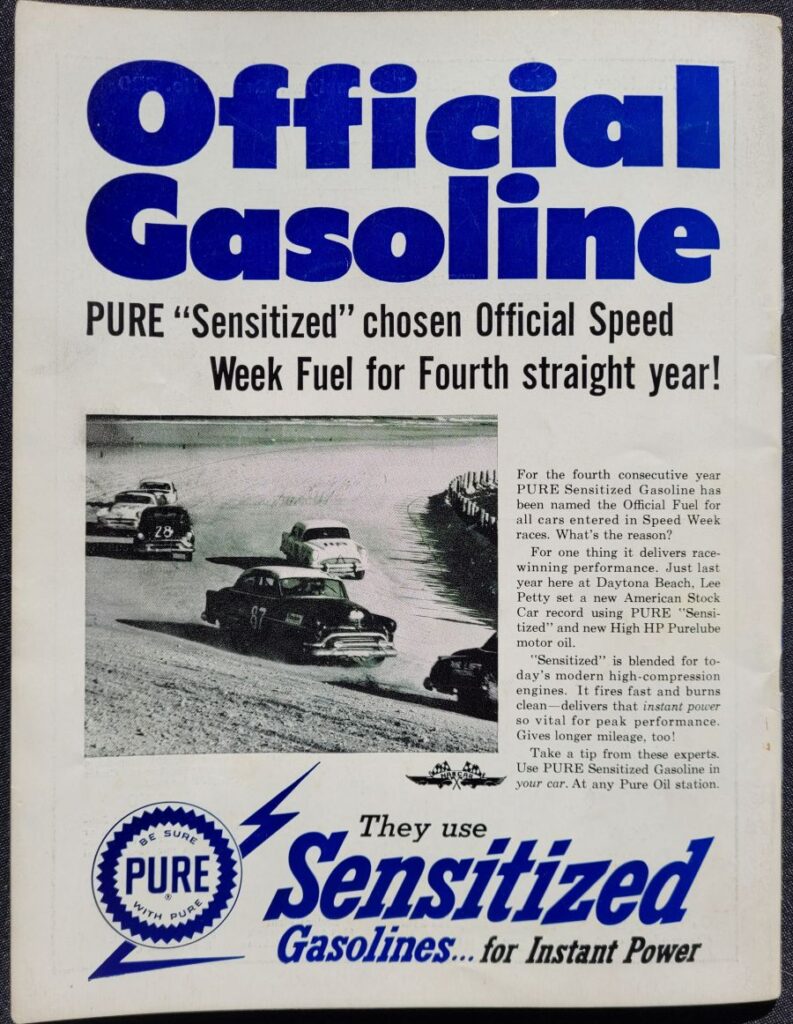 Official
Gasoline
PURE “Sensitized” chosen Official Speed
Week Fuel for Fourth straight year!
28
87
For the fourth consecutive year
PURE Sensitized Gasoline has
been named the Official Fuel for
all cars entered in Speed Week
races. What's the reason?
For one thing it delivers race-
winning performance. Just last
year here at Daytona Beach, Lee
Petty set a new American Stock
Car record using PURE "Sensi-
tized" and new High HP Purelube
motor oil.
"Sensitized" is blended for to-
day's modern high-compression
engines. It fires fast and burns
clean—delivers that instant power
so vital for peak performance.
Gives longer mileage, too!
Take a tip from these experts.
Use PURE Sensitized Gasoline in
your car. At any Pure Oil station.
NASCAR
BE SURE
PURE
®
WITH PURE
They use
Sensitized
Gasolines...for Instant Power